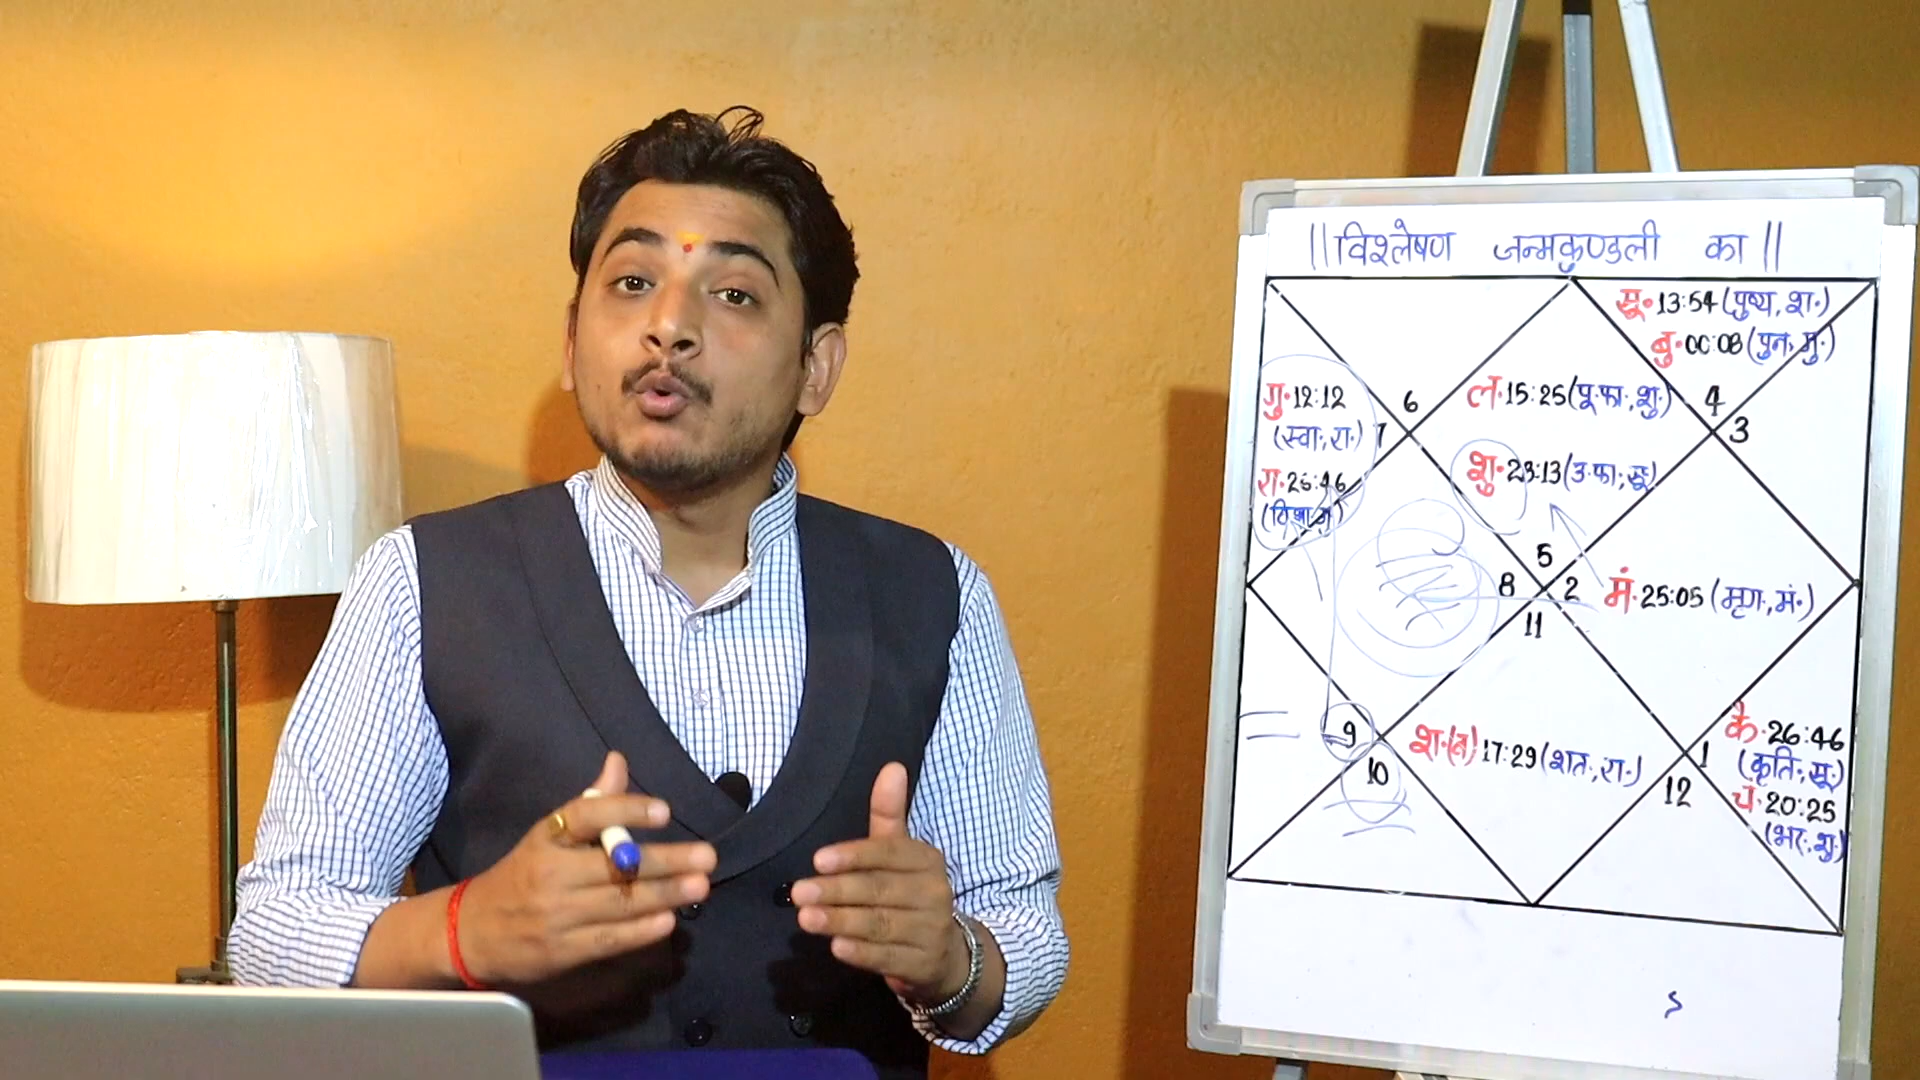 ||विश्लेषण जन्मकुण्डली का||
सू॰ 13:54 (पुष्य, श॰)
बु॰ 00:08 (पुन॰, गु॰)
गु॰ 12:12
(स्वा॰, रा॰)
7
6
ल॰ 15:25 (पू.फा॰, शु॰)
4
3
रा॰ 26:46
(विशा॰ गु॰)
शु॰ 23:13 (उ.फा॰, सू॰)
5
8
2
मं॰ 25:05 (मृग॰, मं॰)
11
9
10
श॰(व) 17:29 (शत॰, रा॰)
1
12
के॰ 26:46
(कृति॰, सू॰)
चं॰ 20:25
(भर॰, शु॰)